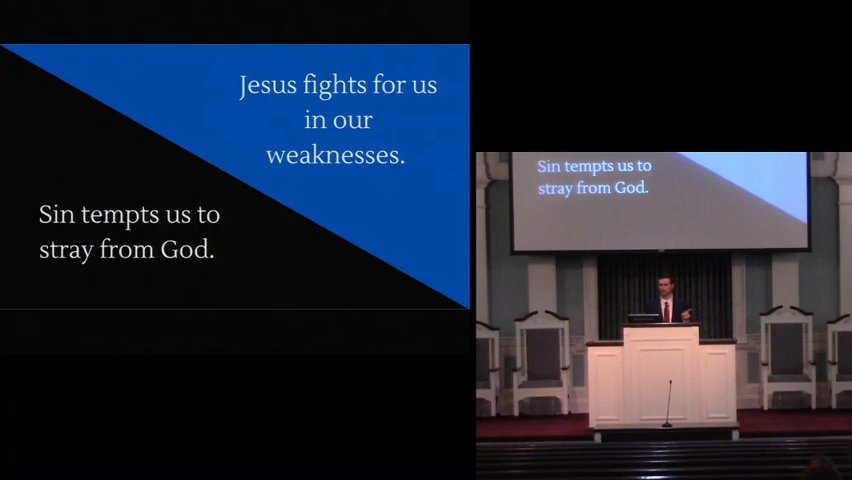 Jesus fights for us
in our
weaknesses.
Sin tempts us to
stray from God.
Sin tempts us to
stray from God.